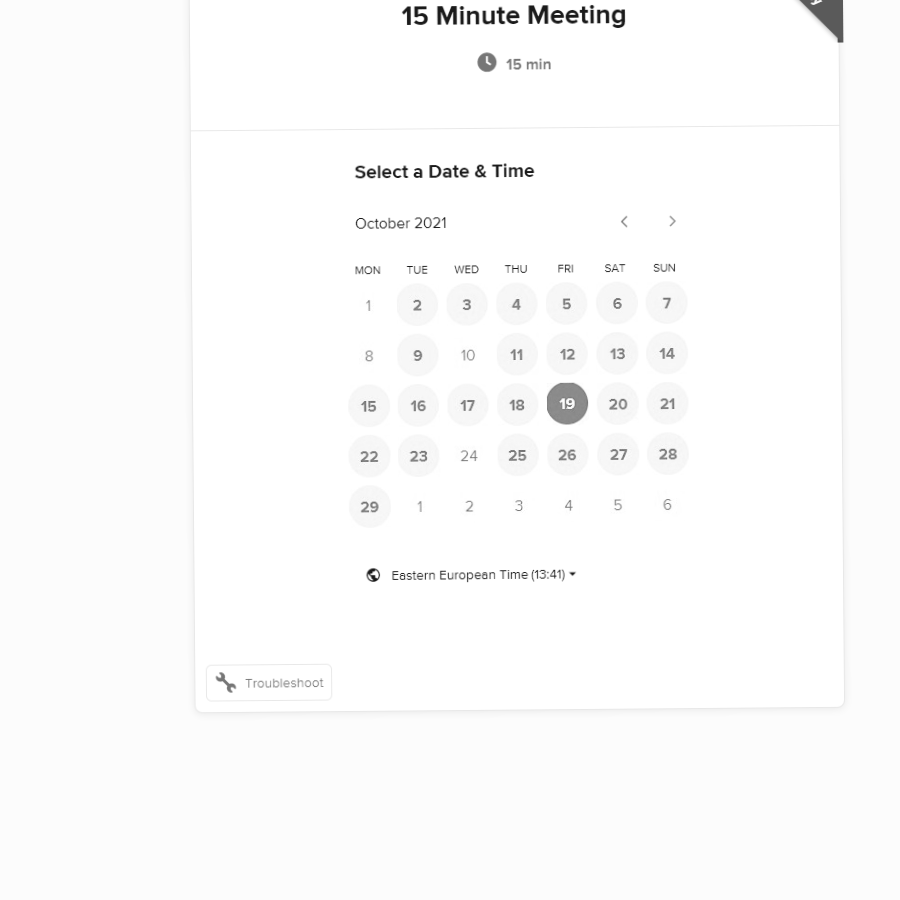 15 Minute Meeting
15 min
Select a Date & Time
October 2021
MON TUE WED THU FRI SAT SUN
1 2 3 4 5 6 7
8 9 10 11 12 13 14
15 16 17 18 19 20 21
22 23 24 25 26 27 28
29 1 2 3 4 5 6
Eastern European Time (13:41)
Troubleshoot